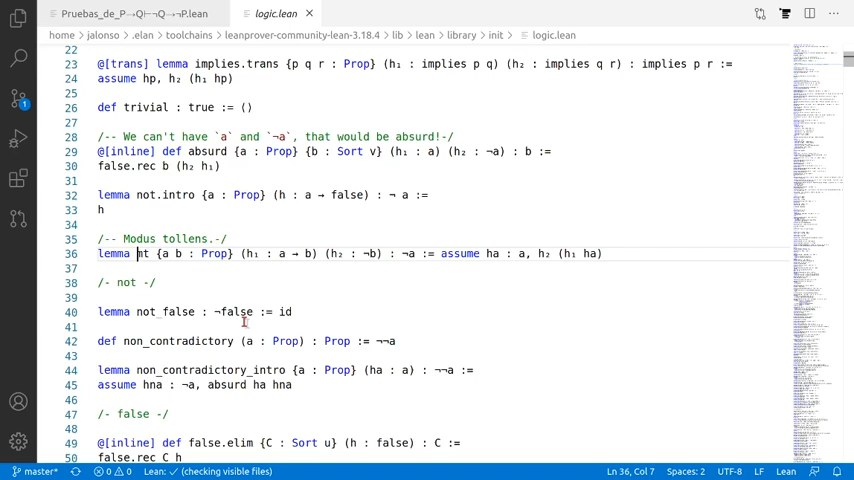 Pruebas_de_P→Q⊢¬Q→¬P.lean
logic.lean
home › jalonso › .elan › toolchains › leanprover-community-lean-3.18.4 › lib › lean › library › init › logic.lean
22
23 @[trans] lemma implies.trans {p q r : Prop} (h₁ : implies p q) (h₂ : implies q r) : implies p r :=
24 assume hp, h₂ (h₁ hp)
25
26 def trivial : true := ⟨⟩
27
28 /-- We can't have `a` and `¬a`, that would be absurd!-/
29 @[inline] def absurd {a : Prop} {b : Sort v} (h₁ : a) (h₂ : ¬a) : b :=
30 false.rec b (h₂ h₁)
31
32 lemma not.intro {a : Prop} (h : a → false) : ¬ a :=
33 h
34
35 /-- Modus tollens.-/
36 lemma mt {a b : Prop} (h₁ : a → b) (h₂ : ¬b) : ¬a := assume ha : a, h₂ (h₁ ha)
37
38 /- not -/
39
40 lemma not_false : ¬false := id
41
42 def non_contradictory (a : Prop) : Prop := ¬¬a
43
44 lemma non_contradictory_intro {a : Prop} (ha : a) : ¬¬a :=
45 assume hna : ¬a, absurd ha hna
46
47 /- false -/
48
49 @[inline] def false.elim {C : Sort u} (h : false) : C :=
50 false.rec C h
1
master* 0 0 Lean: ✓ (checking visible files) Ln 36, Col 7 Spaces: 2 UTF-8 LF Lean